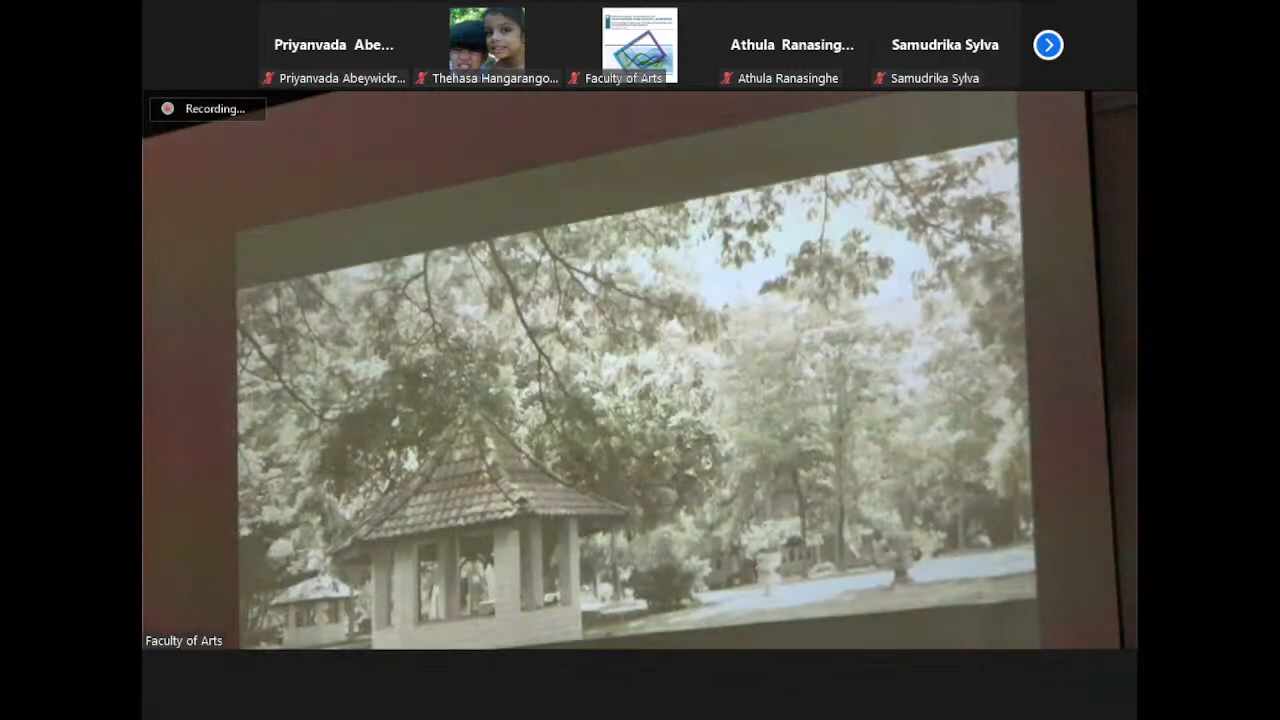 Priyanvada Abe...
Athula Ranasing...
Samudrika Sylva
Priyanvada Abeywickr...
Thehasa Hangarango...
Faculty of Arts
Athula Ranasinghe
Samudrika Sylva
Recording...
Faculty of Arts